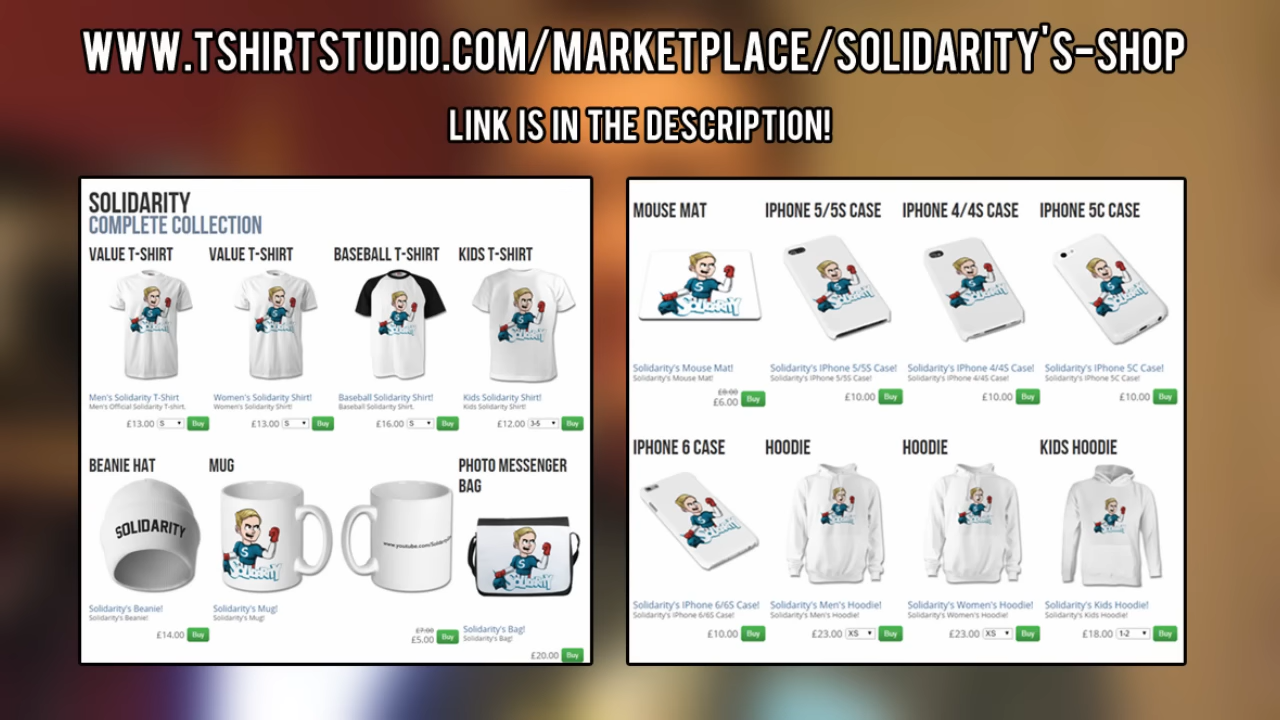 WWW.TSHIRTSTUDIO.COM/MARKETPLACE/SOLIDARITY'S-SHOP
LINK IS IN THE DESCRIPTION!
SOLIDARITY
COMPLETE COLLECTION
VALUE T-SHIRT
VALUE T-SHIRT
BASEBALL T-SHIRT
KIDS T-SHIRT
Men's Solidarity T-Shirt
Men's Official Solidarity T-shirt.
£13.00 S Buy
Women's Solidarity Shirt!
Women's Solidarity Shirt!
£13.00 S Buy
Baseball Solidarity Shirt!
Baseball Solidarity Shirt.
£16.00 S Buy
Kids Solidarity Shirt!
Kids Solidarity Shirt!
£12.00 3-5 Buy
BEANIE HAT
MUG
PHOTO MESSENGER
BAG
SOLIDARITY
S
SOLIDARITY
S
SOLIDARITY
Solidarity's Beanie!
Solidarity's Beanie!
£14.00 Buy
Solidarity's Mug!
Solidarity's Mug!
£7.00
£5.00 Buy
Solidarity's Bag!
Solidarity's Bag!
£20.00 Buy
MOUSE MAT
IPHONE 5/5S CASE
IPHONE 4/4S CASE
IPHONE 5C CASE
S
SOLIDARITY
Solidarity's Mouse Mat!
Solidarity's Mouse Mat!
£8.00
£6.00 Buy
Solidarity's IPhone 5/5S Case!
Solidarity's IPhone 5/5S Case!
£10.00 Buy
Solidarity's IPhone 4/4S Case!
Solidarity's IPhone 4/4S Case!
£10.00 Buy
Solidarity's IPhone 5C Case!
Solidarity's IPhone 5C Case!
£10.00 Buy
IPHONE 6 CASE
HOODIE
HOODIE
KIDS HOODIE
Solidarity's IPhone 6/6S Case!
Solidarity's IPhone 6/6S Case!
£10.00 Buy
Solidarity's Men's Hoodie!
Solidarity's Men's Hoodie!
£23.00 XS Buy
Solidarity's Women's Hoodie!
Solidarity's Women's Hoodie!
£23.00 XS Buy
Solidarity's Kids Hoodie!
Solidarity's Kids Hoodie!
£18.00 1-2 Buy